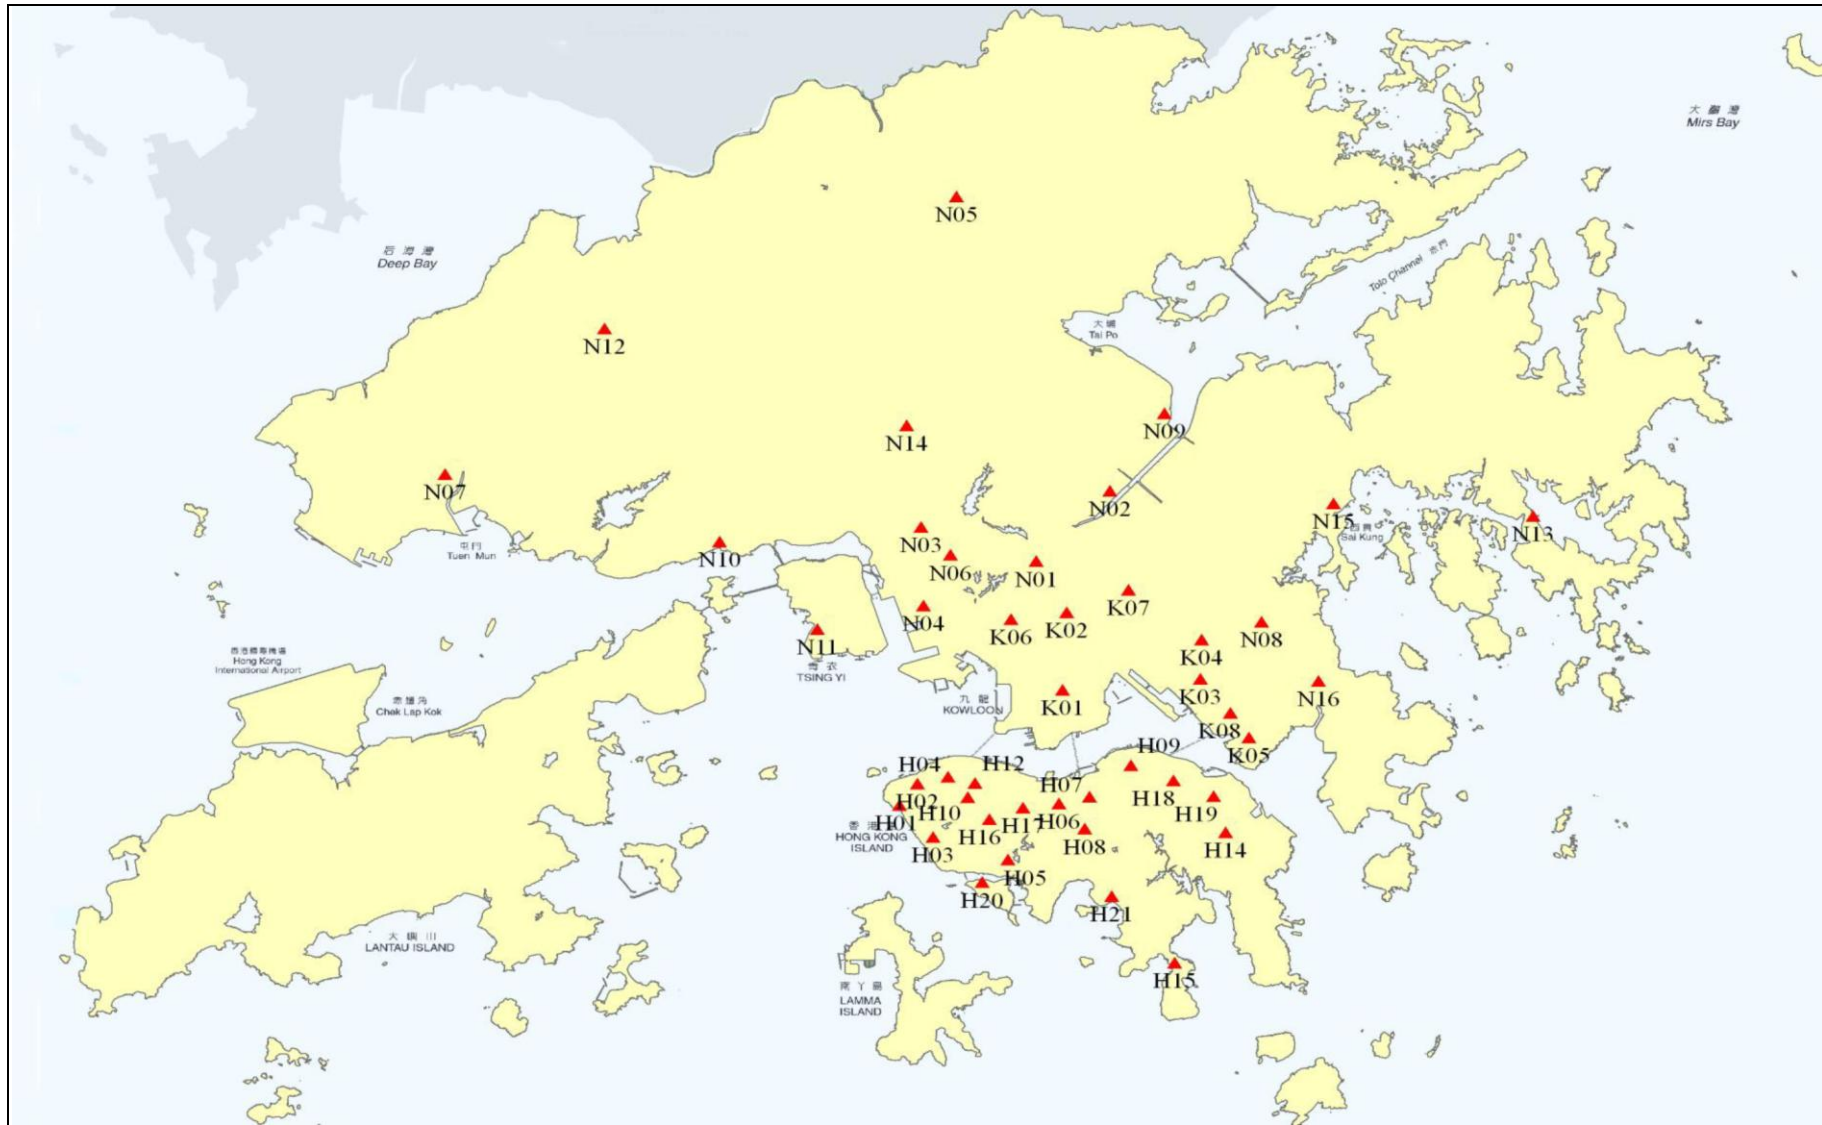 大鵬灣
Mirs Bay
N05
后海灣
Deep Bay
Tolo Channel 赤門
大埔
Tai Po
N12
N14
N09
N07
N02
屯門
Tuen Mun
N03
N10
N06
N01
N15
西貢
Sai Kung
N13
N04
K06
K02
K07
N08
N11
青衣
TSING YI
K04
香港國際機場
Hong Kong
International Airport
赤鱲角
Chek Lap Kok
九龍
KOWLOON
K01
K03
N16
K08
K05
H09
H04
H12
H02
H10
H07
H18
H19
H01
H16
H17
H06
香港
HONG KONG
ISLAND
H03
H08
H14
H05
H20
H21
大嶼山
LANTAU ISLAND
H15
南丫島
LAMMA
ISLAND